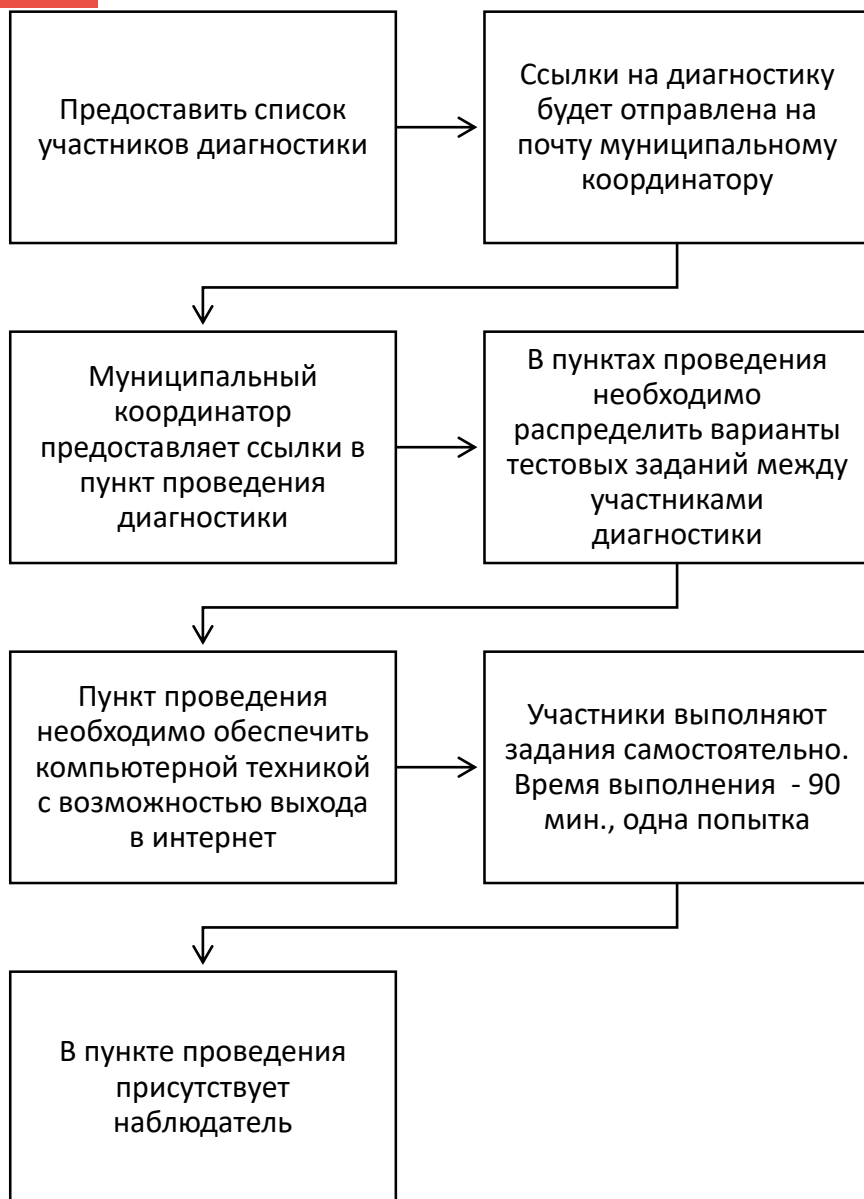 Предоставить список
участников диагностики
Ссылки на диагностику
будет отправлена на
почту муниципальному
координатору
Муниципальный
координатор
предоставляет ссылки в
пункт проведения
диагностики
В пунктах проведения
необходимо
распределить варианты
тестовых заданий между
участниками
диагностики
Пункт проведения
необходимо обеспечить
компьютерной техникой
с возможностью выхода
в интернет
Участники выполняют
задания самостоятельно.
Время выполнения - 90
мин., одна попытка
В пункте проведения
присутствует
наблюдатель